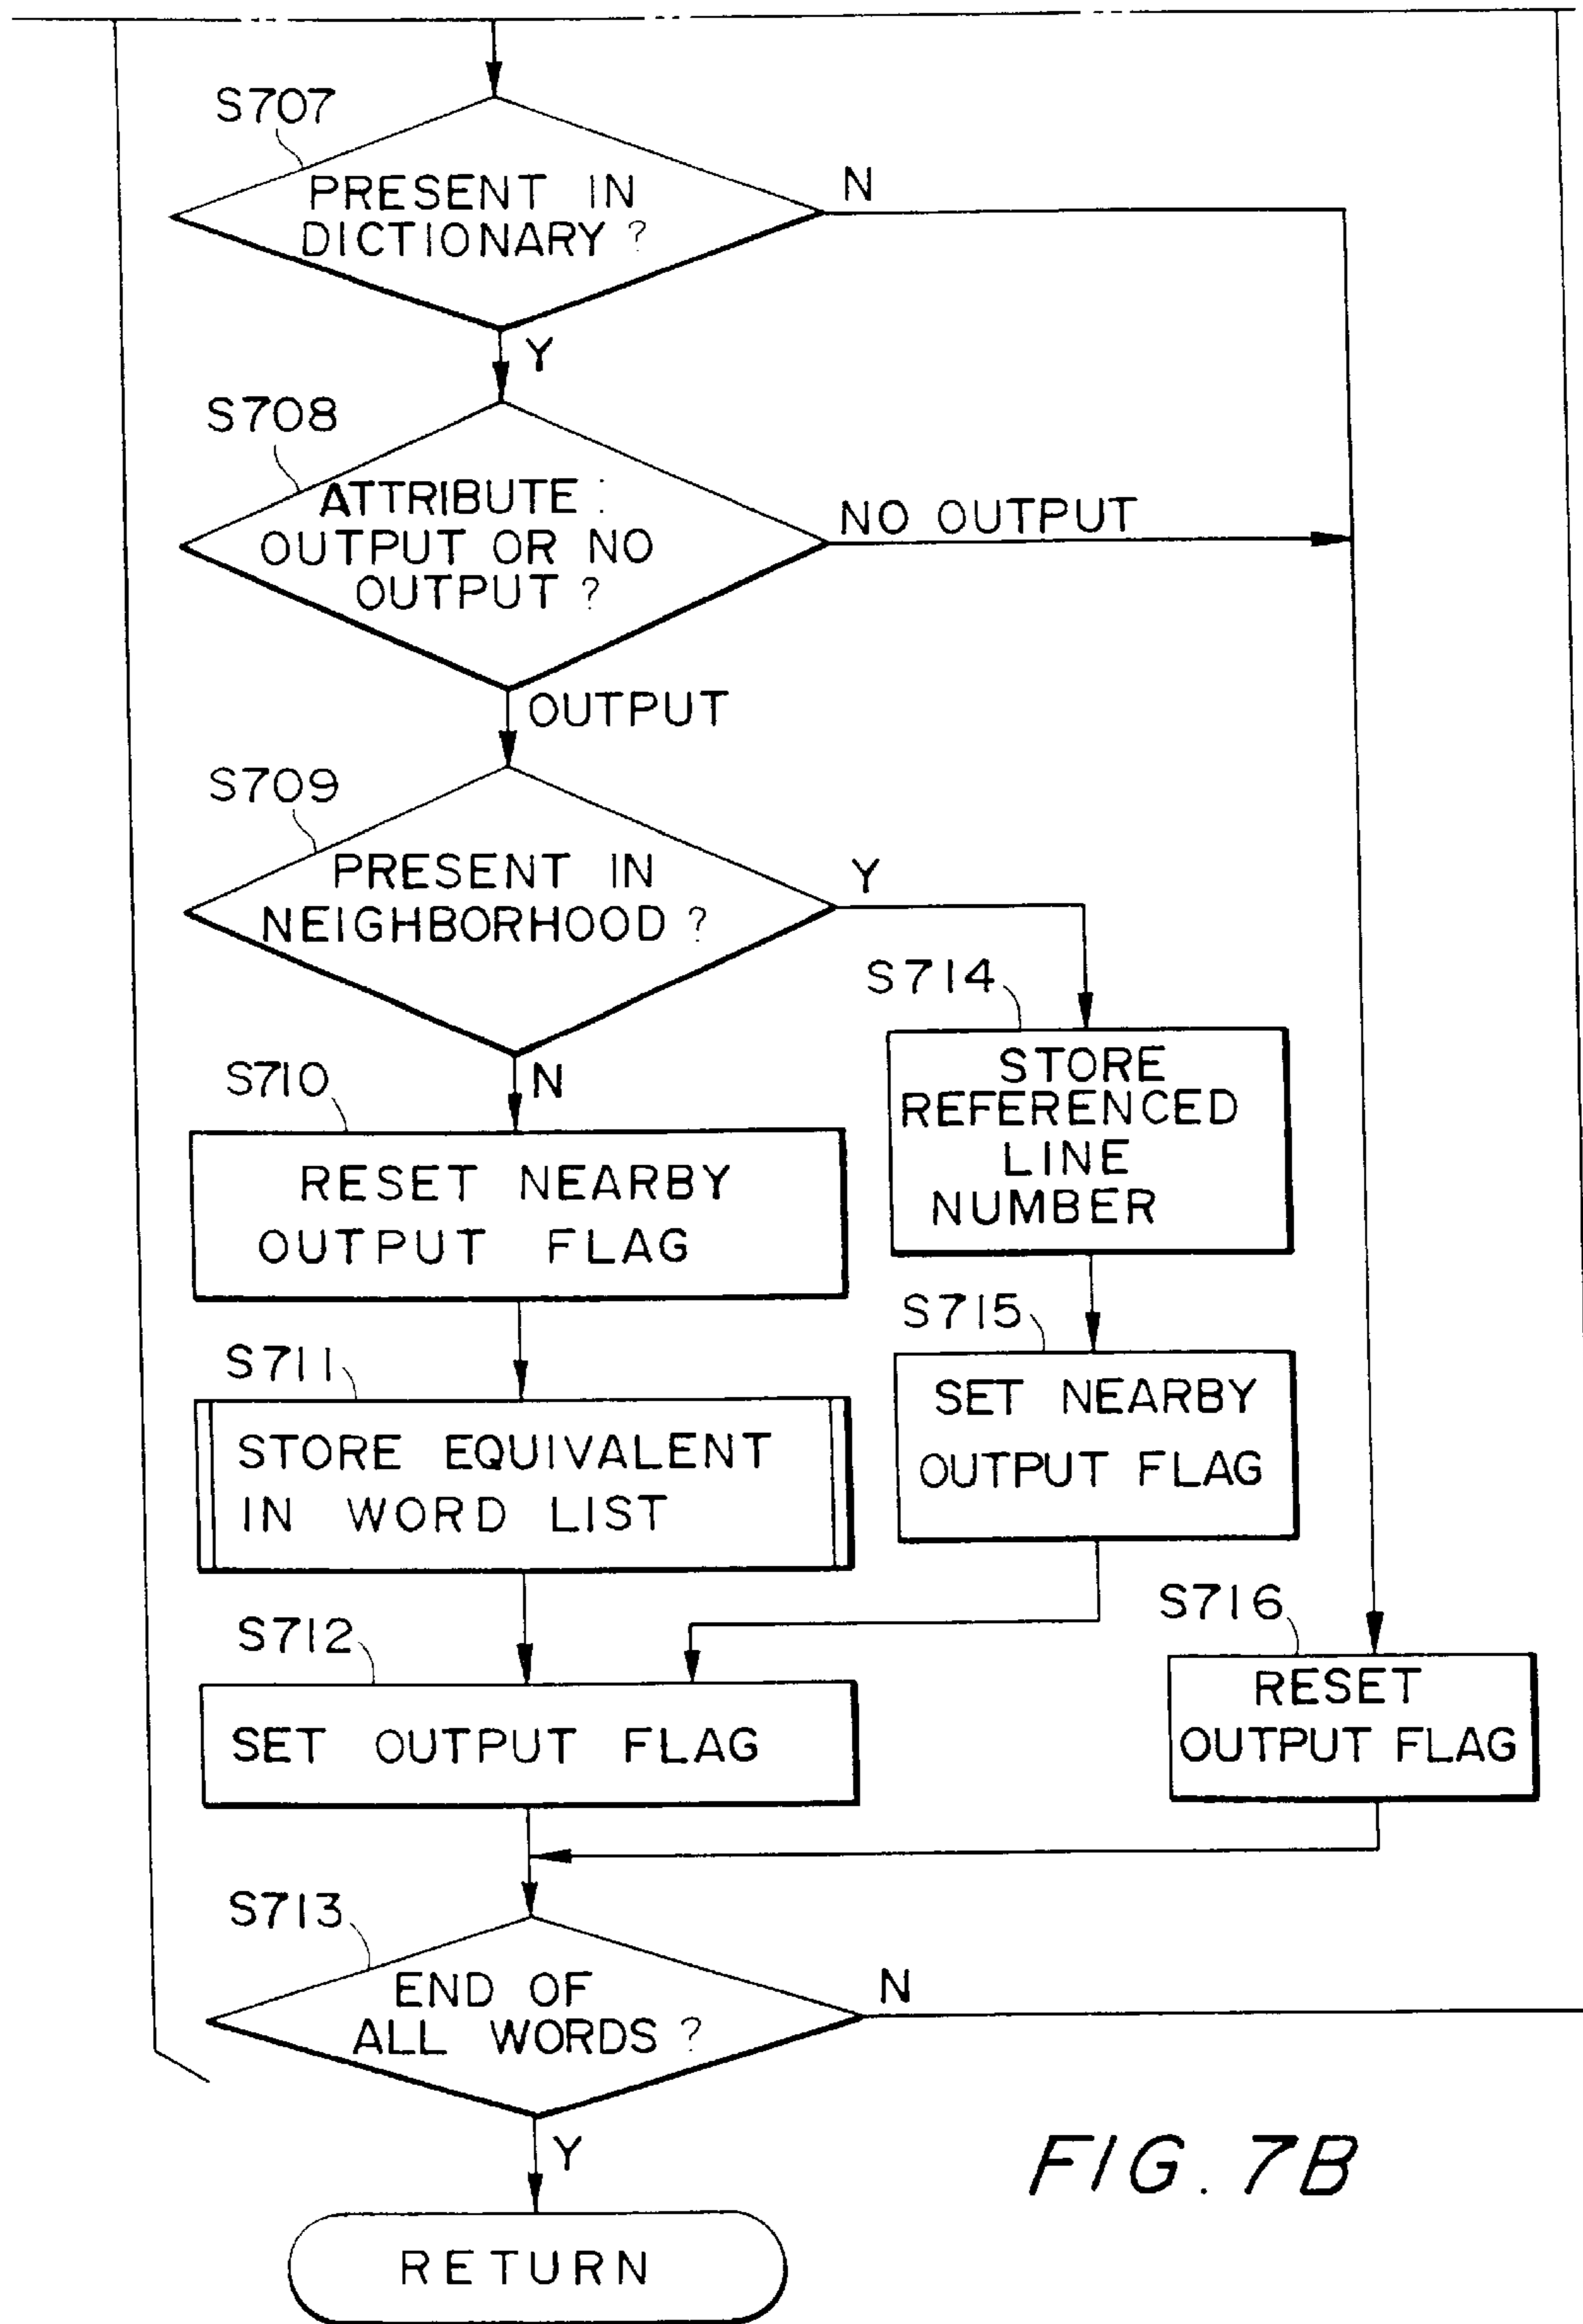 S707
PRESENT IN
DICTIONARY ?
N
Y
S708
ATTRIBUTE :
OUTPUT OR NO
OUTPUT ?
NO OUTPUT
OUTPUT
S709
PRESENT IN
NEIGHBORHOOD ?
Y
N
S714
STORE
REFERENCED
LINE
NUMBER
S710
RESET NEARBY
OUTPUT FLAG
S715
SET NEARBY
OUTPUT FLAG
S711
STORE EQUIVALENT
IN WORD LIST
S712
SET OUTPUT FLAG
S716
RESET
OUTPUT FLAG
S713
END OF
ALL WORDS ?
N
Y
RETURN
FIG. 7B